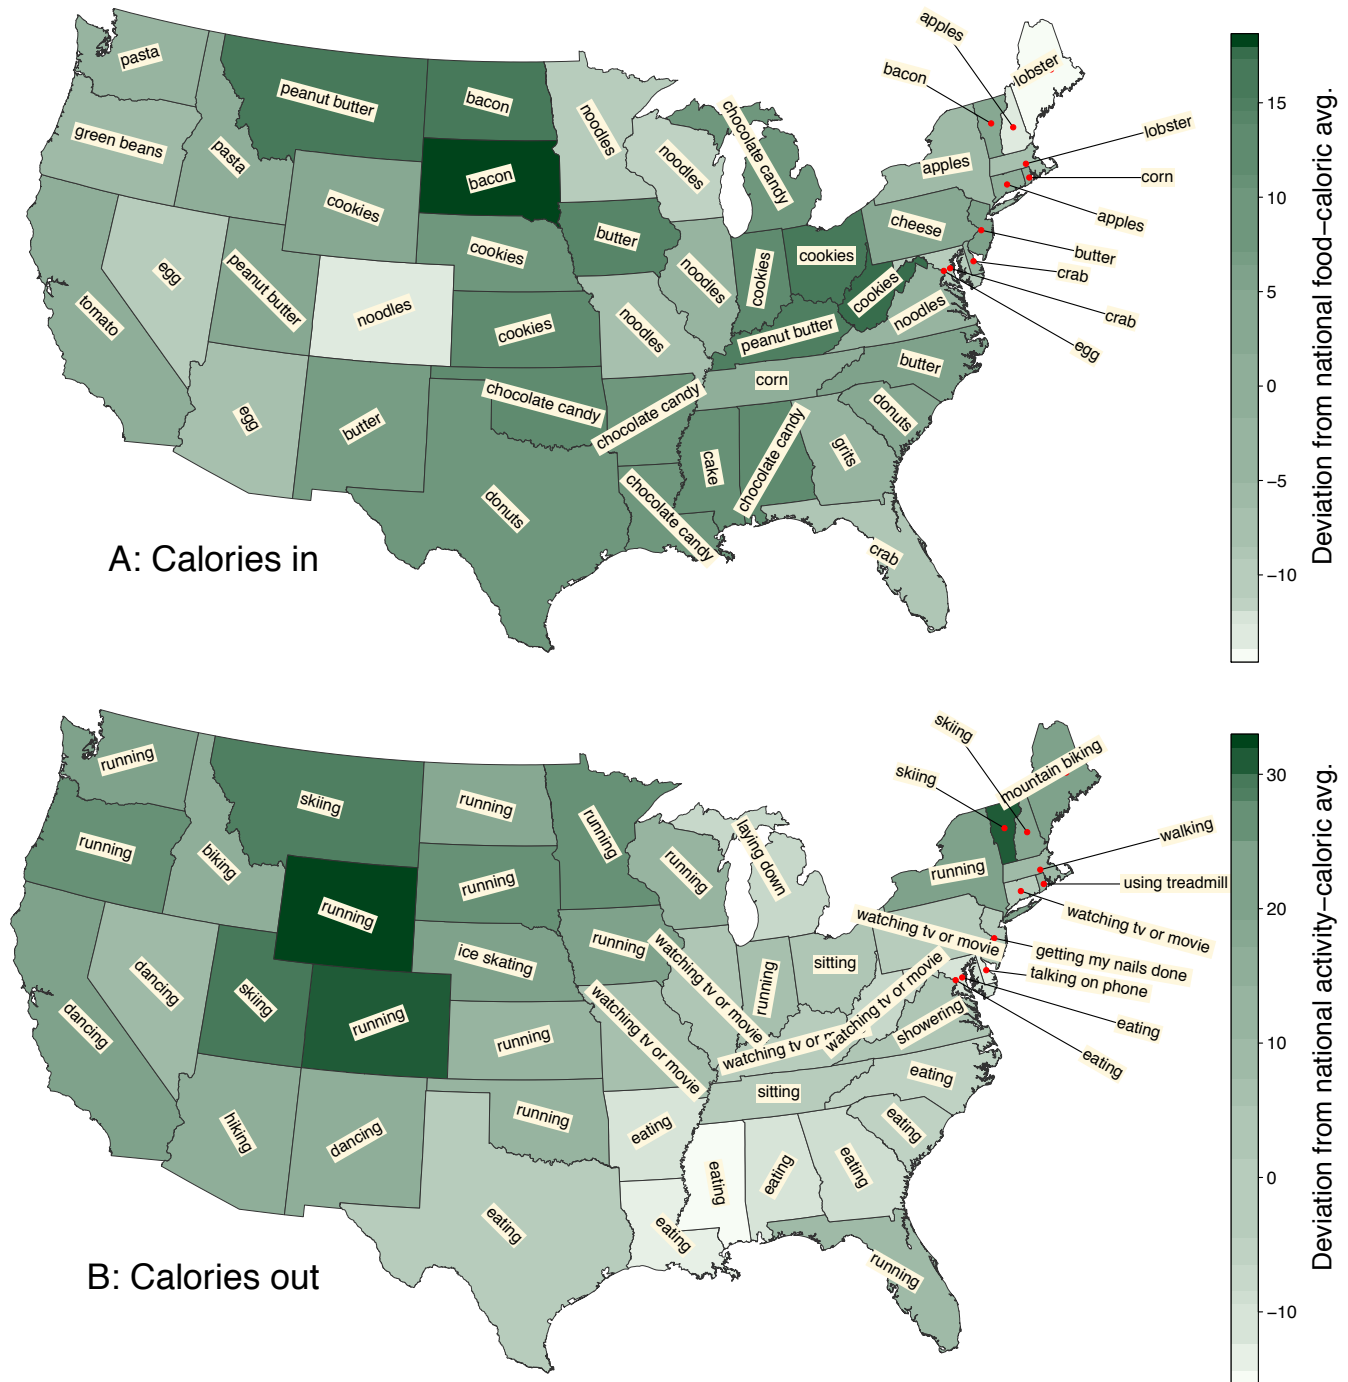 apples
bacon
lobster
pasta
peanut butter
bacon
noodles
chocolate candy
lobster
green beans
pasta
bacon
noodles
apples
corn
cookies
butter
cheese
apples
egg
peanut butter
cookies
noodles
cookies
cookies
butter
crab
tomato
noodles
cookies
noodles
peanut butter
cookies
noodles
crab
egg
egg
butter
chocolate candy
chocolate candy
corn
butter
donuts
chocolate candy
cake
chocolate candy
grits
donuts
crab
A: Calories in
15
10
5
0
−5
−10
Deviation from national food−caloric avg.
skiing
skiing
mountain biking
running
skiing
running
running
laying down
walking
running
biking
running
running
running
using treadmill
running
ice skating
running
watching tv or movie
watching tv or movie
watching tv or movie
getting my nails done
talking on phone
dancing
skiing
running
sitting
watching tv or movie
dancing
running
running
watching tv or movie
watching tv or m
showering
eating
eating
hiking
dancing
running
eating
sitting
eating
eating
eating
eating
eating
eating
eating
running
B: Calories out
30
20
10
0
−10
Deviation from national activity−caloric avg.